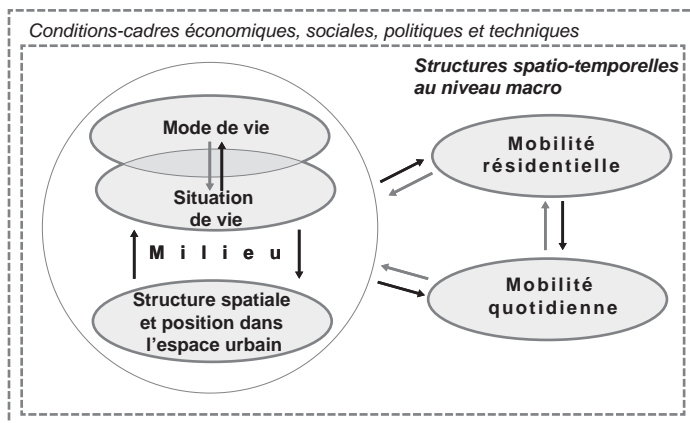 Conditions-cadres économiques, sociales, politiques et techniques
Structures spatio-temporelles
au niveau macro
Mode de vie
Situation
de vie
Milieu
Structure spatiale
et position dans
l'espace urbain
Mobilité
résidentielle
Mobilité
quotidienne